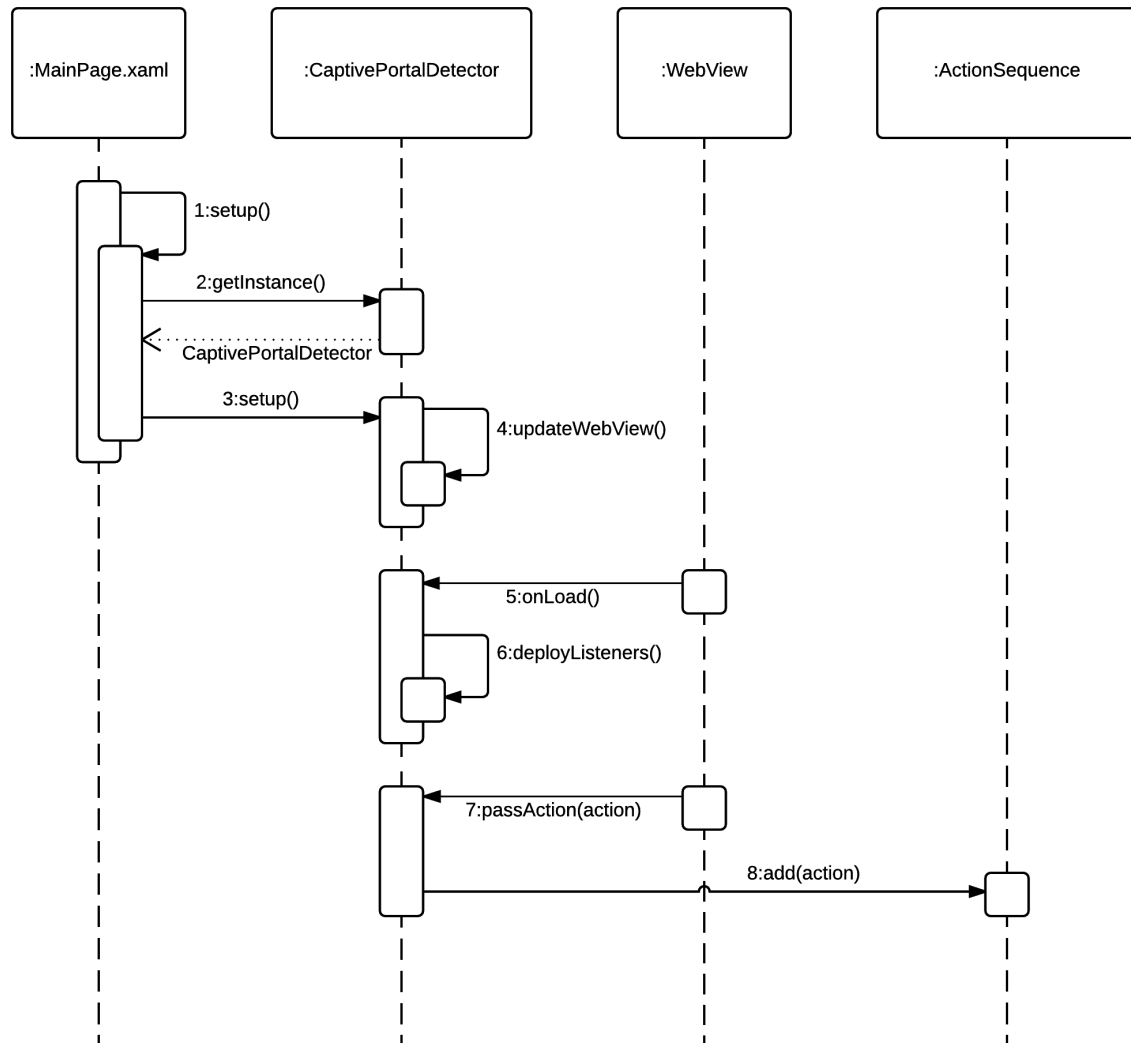 :MainPage.xaml
:CaptivePortalDetector
:WebView
:ActionSequence
1:setup()
2:getInstance()
CaptivePortalDetector
3:setup()
4:updateWebView()
5:onLoad()
6:deployListeners()
7:passAction(action)
8:add(action)